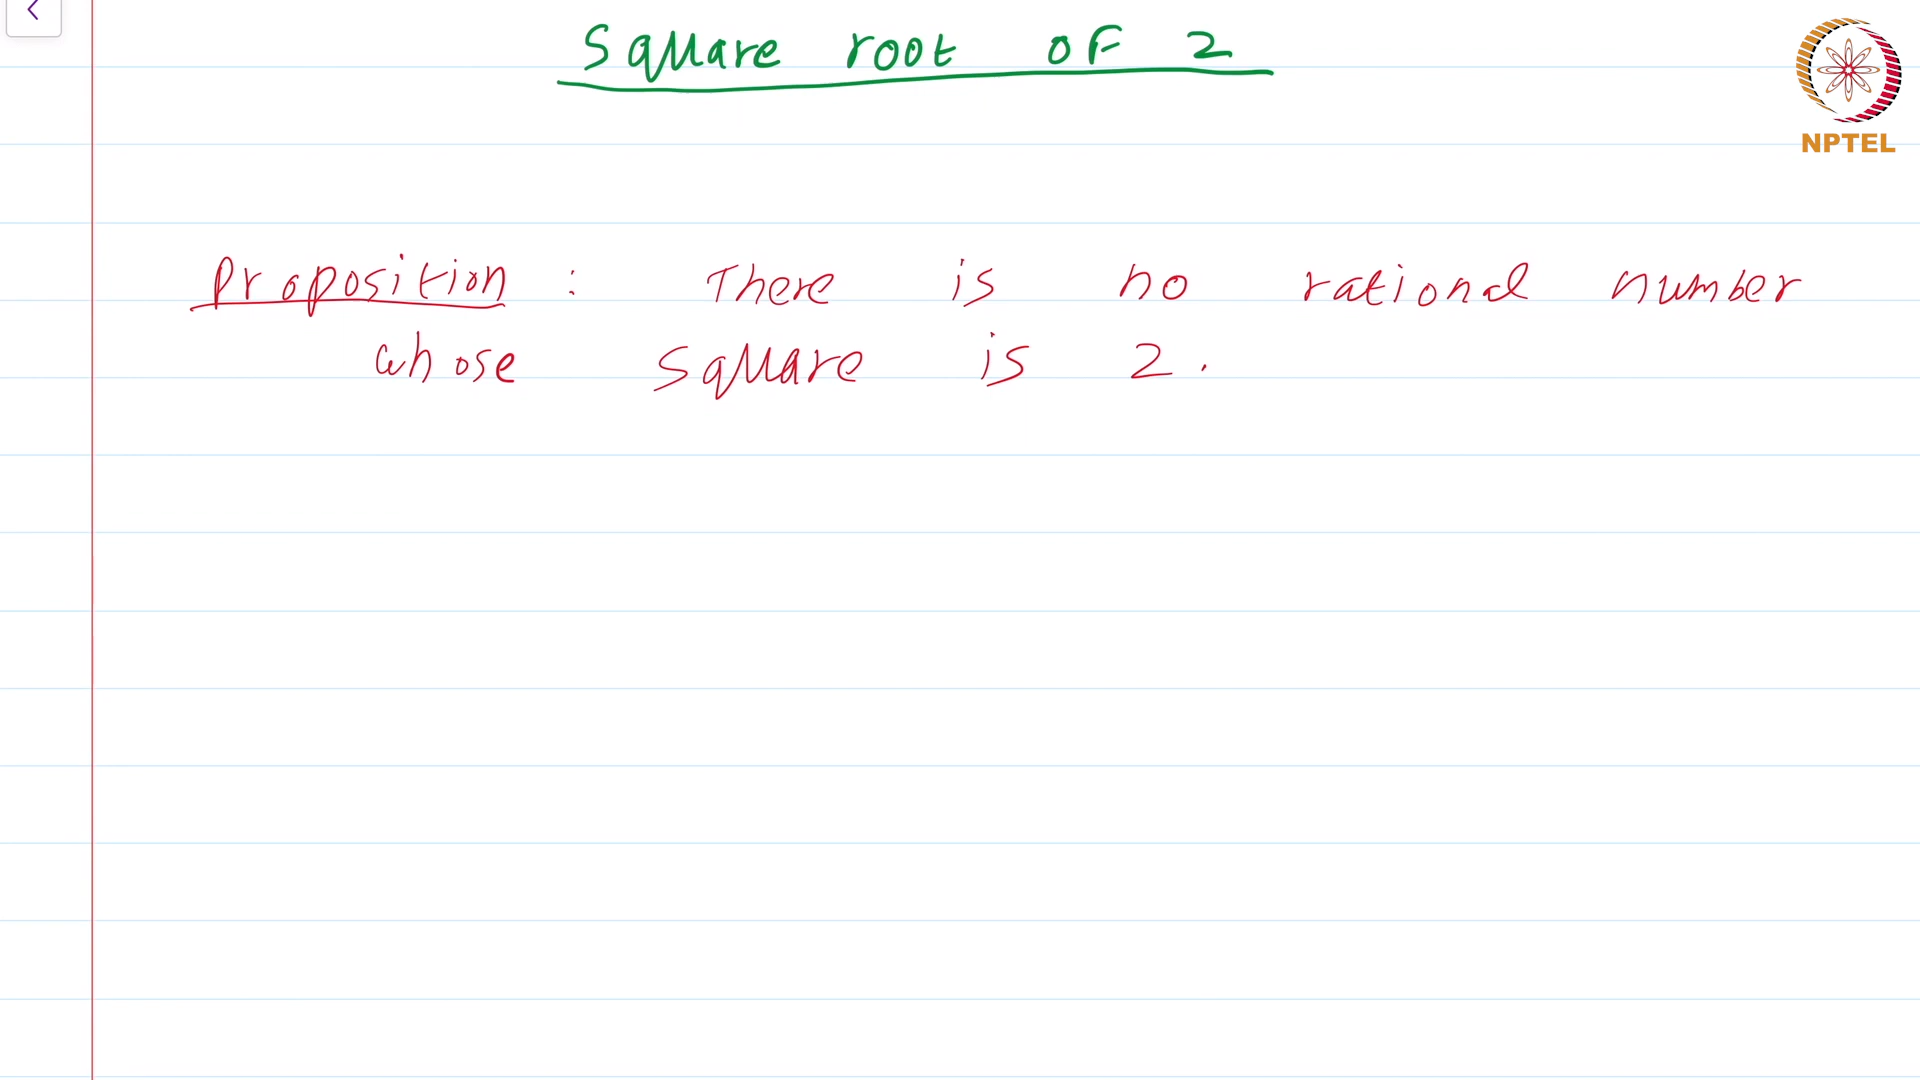 Square root of 2
NPTEL
Proposition : There is no rational number
whose square is 2.